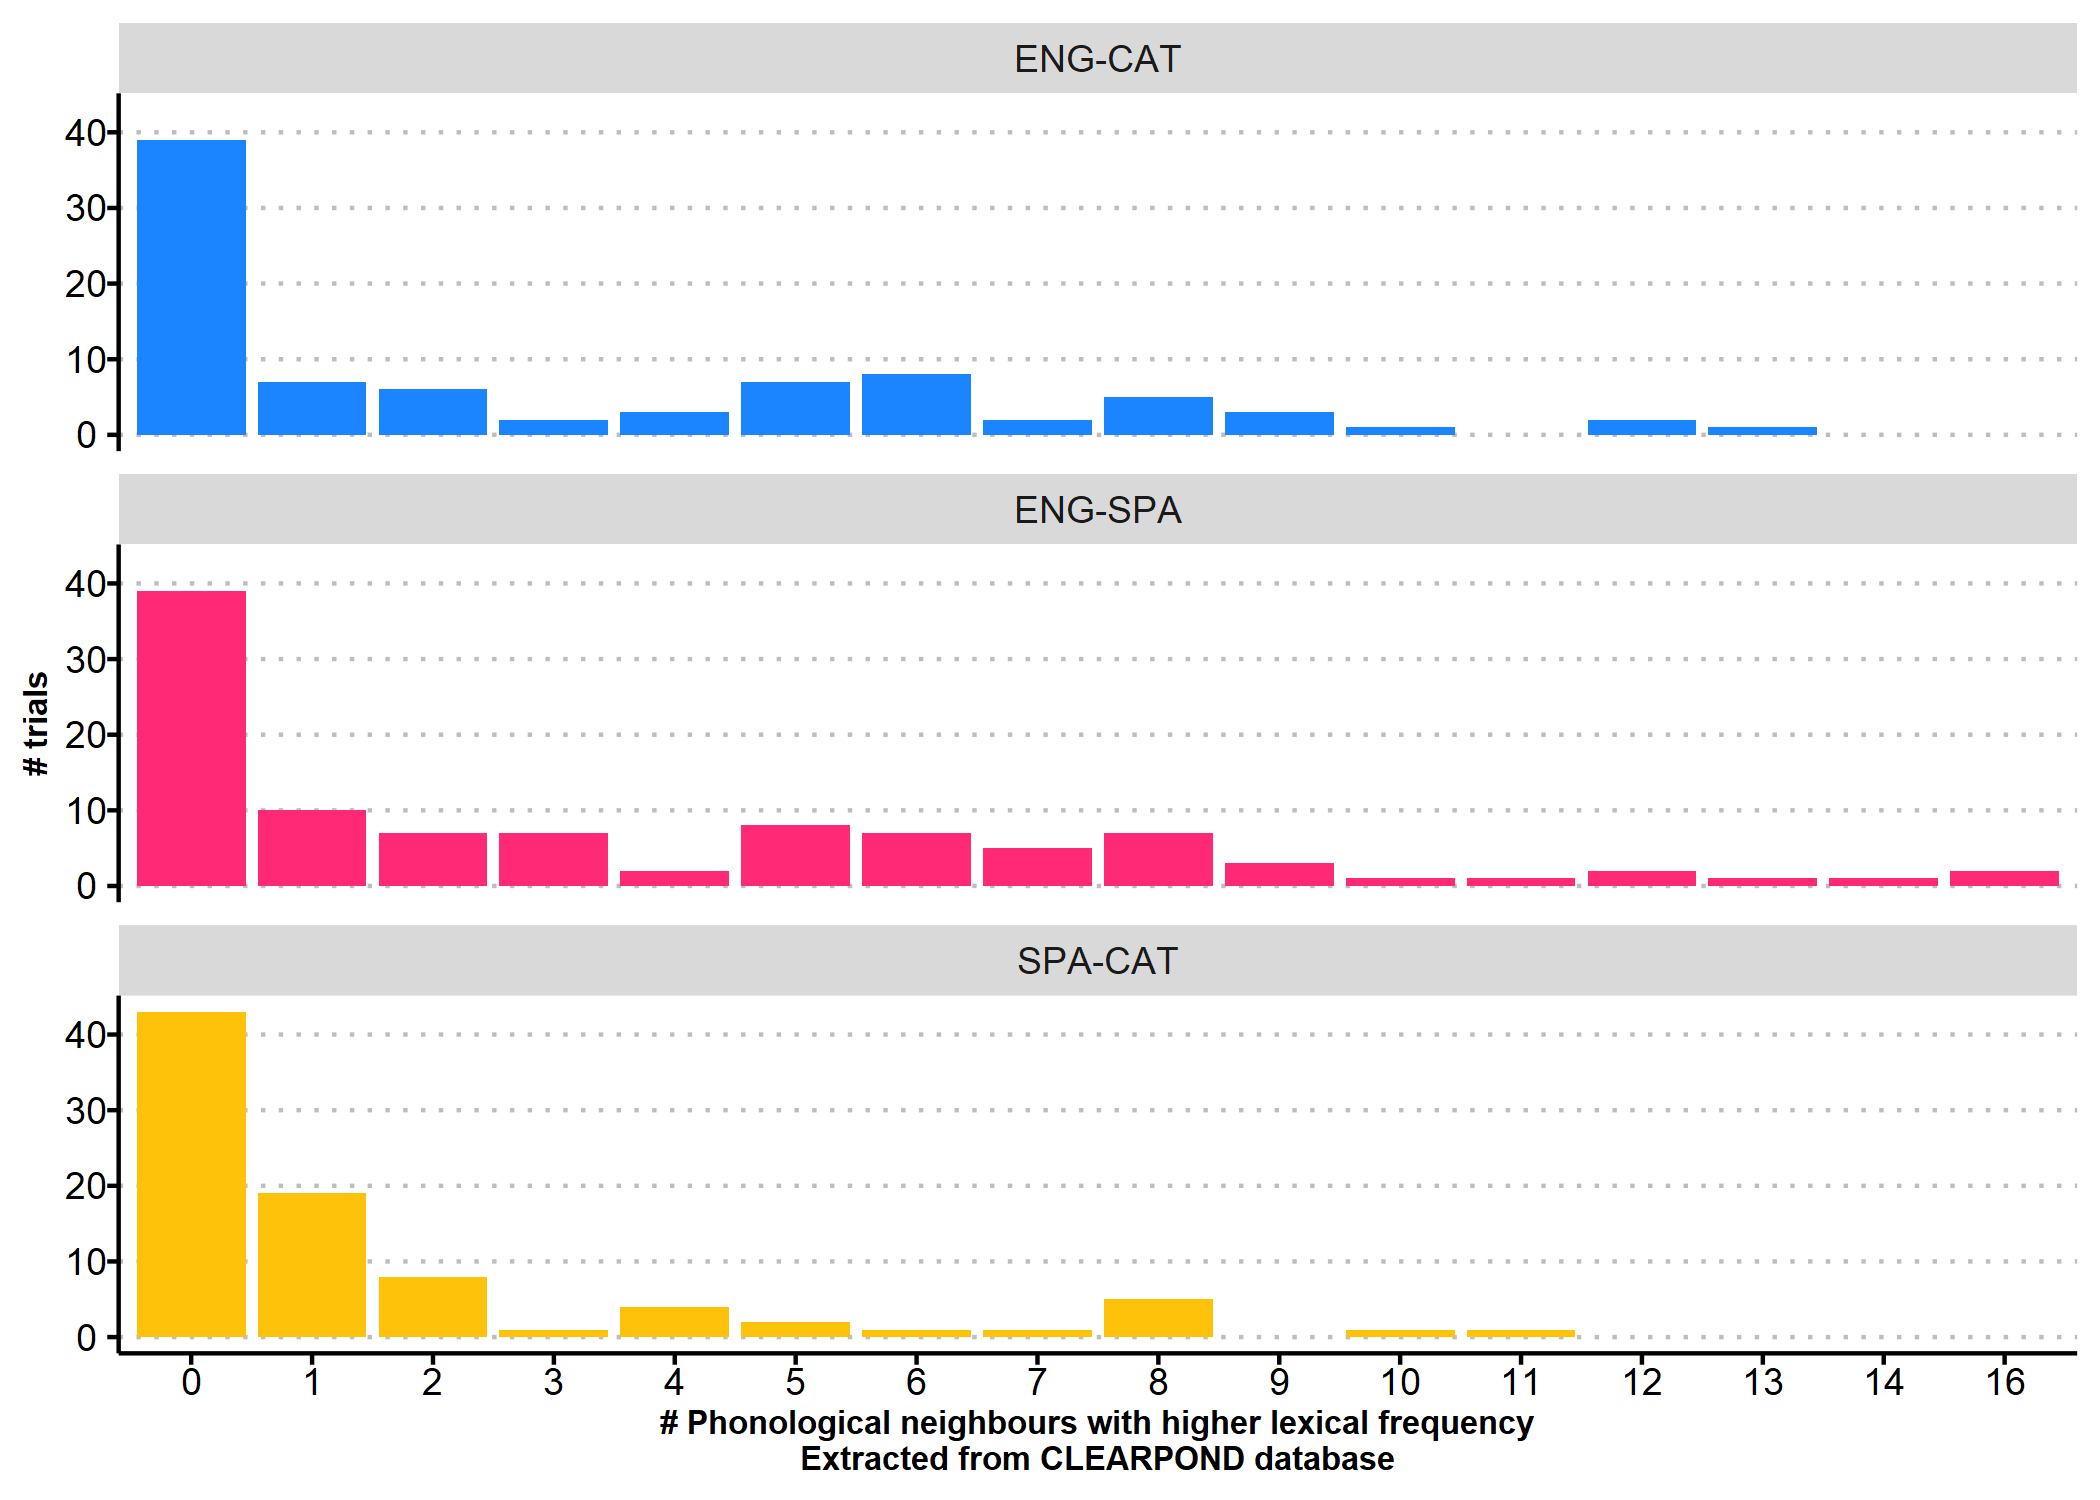 ENG-CAT
40
30
20
10
0
ENG-SPA
40
30
20
10
0
# trials
SPA-CAT
40
30
20
10
0
0 1 2 3 4 5 6 7 8 9 10 11 12 13 14 16
# Phonological neighbours with higher lexical frequency
Extracted from CLEARPOND database